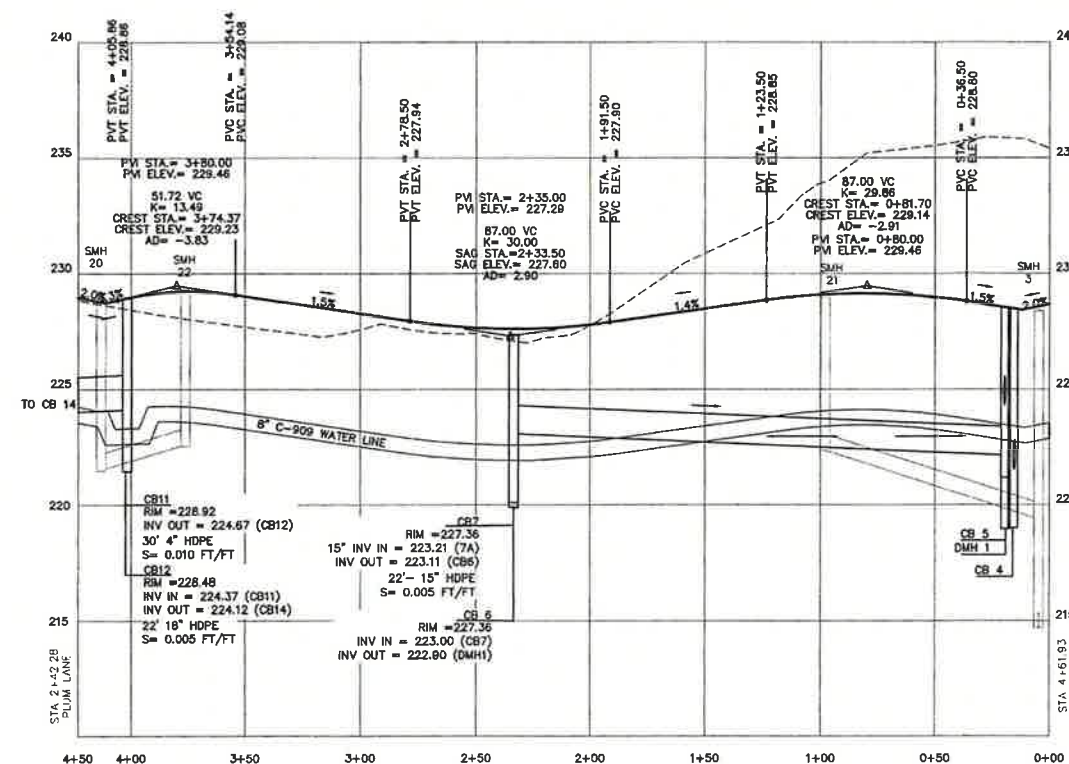 240
235
230
225
220
215
TO CB 14
PVT STA. = 4+05.86
PVT ELEV. = 228.86
PVC STA. = 3+54.14
PVC ELEV. = 229.08
PVI STA.= 3+80.00
PVI ELEV.= 229.46
51.72 VC
K= 13.49
CREST STA.= 3+74.37
CREST ELEV.= 229.23
AD= -3.83
SMH
20
SMH
22
2.0%
1.5%
PVT STA. = 2+78.50
PVT ELEV. = 227.94
PVI STA.= 2+35.00
PVI ELEV.= 227.29
87.00 VC
K= 30.00
SAG STA.=2+33.50
SAG ELEV.= 227.60
AD= 2.90
PVC STA. = 1+91.50
PVC ELEV. = 227.90
1.4%
PVT STA. = 1+23.50
PVT ELEV. = 228.85
87.00 VC
K= 29.86
CREST STA.= 0+81.70
CREST ELEV.= 229.14
AD= -2.91
PVI STA.= 0+80.00
PVI ELEV.= 229.46
SMH
21
PVC STA. = 0+36.50
PVC ELEV. = 228.80
SMH
3
1.5%
2.0%
8" C-909 WATER LINE
CB11
RIM =228.92
INV OUT = 224.67 (CB12)
30' 4" HDPE
S= 0.010 FT/FT
CB12
RIM =228.48
INV IN = 224.37 (CB11)
INV OUT = 224.12 (CB14)
22' 18" HDPE
S= 0.005 FT/FT
CB7
RIM =227.36
15" INV IN = 223.21 (7A)
INV OUT = 223.11 (CB6)
22'- 15" HDPE
S= 0.005 FT/FT
CB 6
RIM =227.36
INV IN = 223.00 (CB7)
INV OUT = 222.90 (DMH1)
CB 5
DMH 1
CB 4
STA 2+42.28
PLUM LANE
STA 4+61.93
4+50 4+00 3+50 3+00 2+50 2+00 1+50 1+00 0+50 0+00